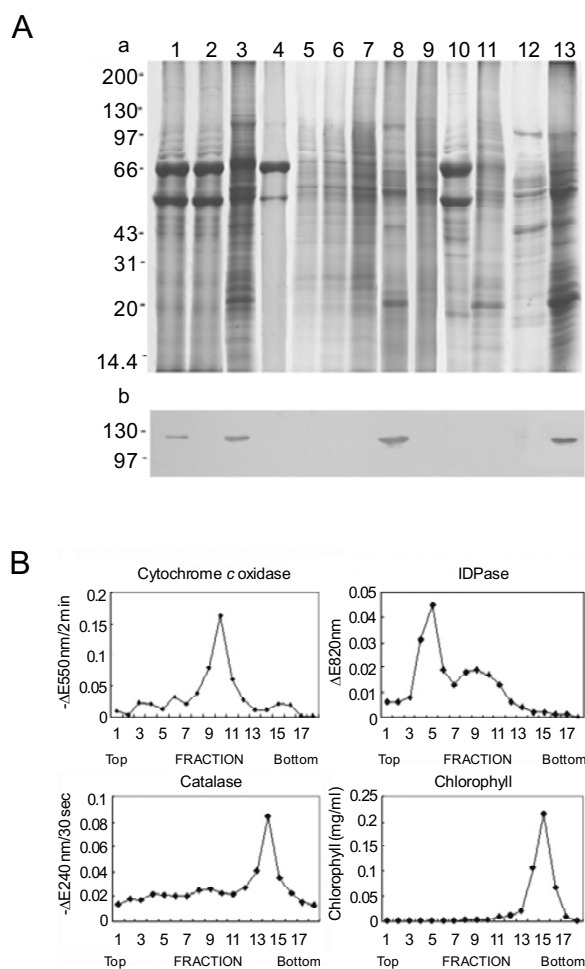 A
a
1 2 3 4 5 6 7 8 9 10 11 12 13
200
130
97
66
43
31
20
14.4
b
130
97
B
Cytochrome c oxidase
IDPase
0.2
0.15
0.1
0.05
0
-ΔE550nm/2min
1 3 5 7 9 11 13 15 17
Top FRACTION Bottom
0.05
0.04
0.03
0.02
0.01
0
ΔE820nm
1 3 5 7 9 11 13 15 17
Top FRACTION Bottom
Catalase
Chlorophyll
0.1
0.08
0.06
0.04
0.02
0
-ΔE240nm/30sec
1 3 5 7 9 11 13 15 17
Top FRACTION Bottom
0.25
0.2
0.15
0.1
0.05
0
Chlorophyll (mg/ml)
1 3 5 7 9 11 13 15 17
Top FRACTION Bottom